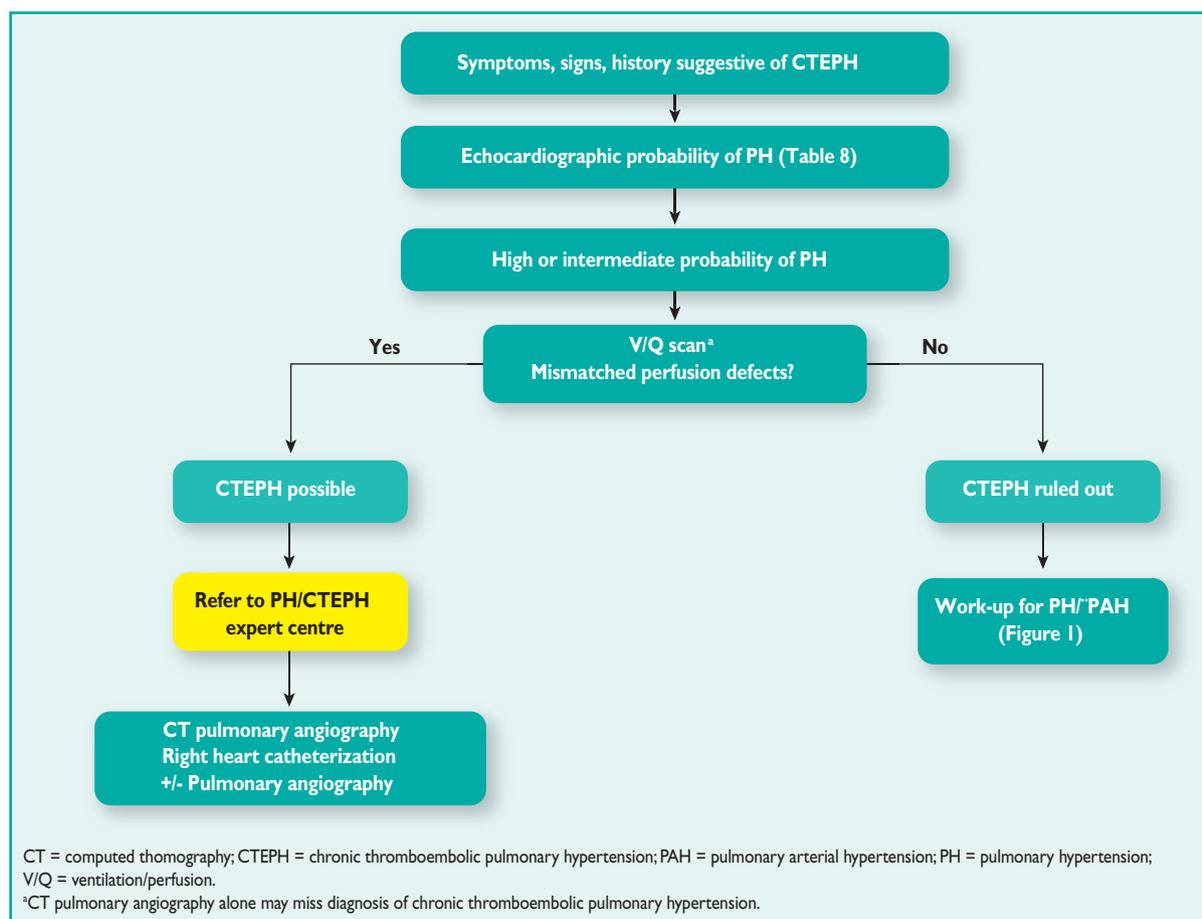 Symptoms, signs, history suggestive of CTEPH
Echocardiographic probability of PH (Table 8)
High or intermediate probability of PH
Yes
V/Q scanᵃ
Mismatched perfusion defects?
No
CTEPH possible
CTEPH ruled out
Refer to PH/CTEPH
expert centre
Work-up for PH/¨PAH
(Figure 1)
CT pulmonary angiography
Right heart catheterization
+/- Pulmonary angiography
CT = computed thomography; CTEPH = chronic thromboembolic pulmonary hypertension; PAH = pulmonary arterial hypertension; PH = pulmonary hypertension;
V/Q = ventilation/perfusion.
ᵃCT pulmonary angiography alone may miss diagnosis of chronic thromboembolic pulmonary hypertension.